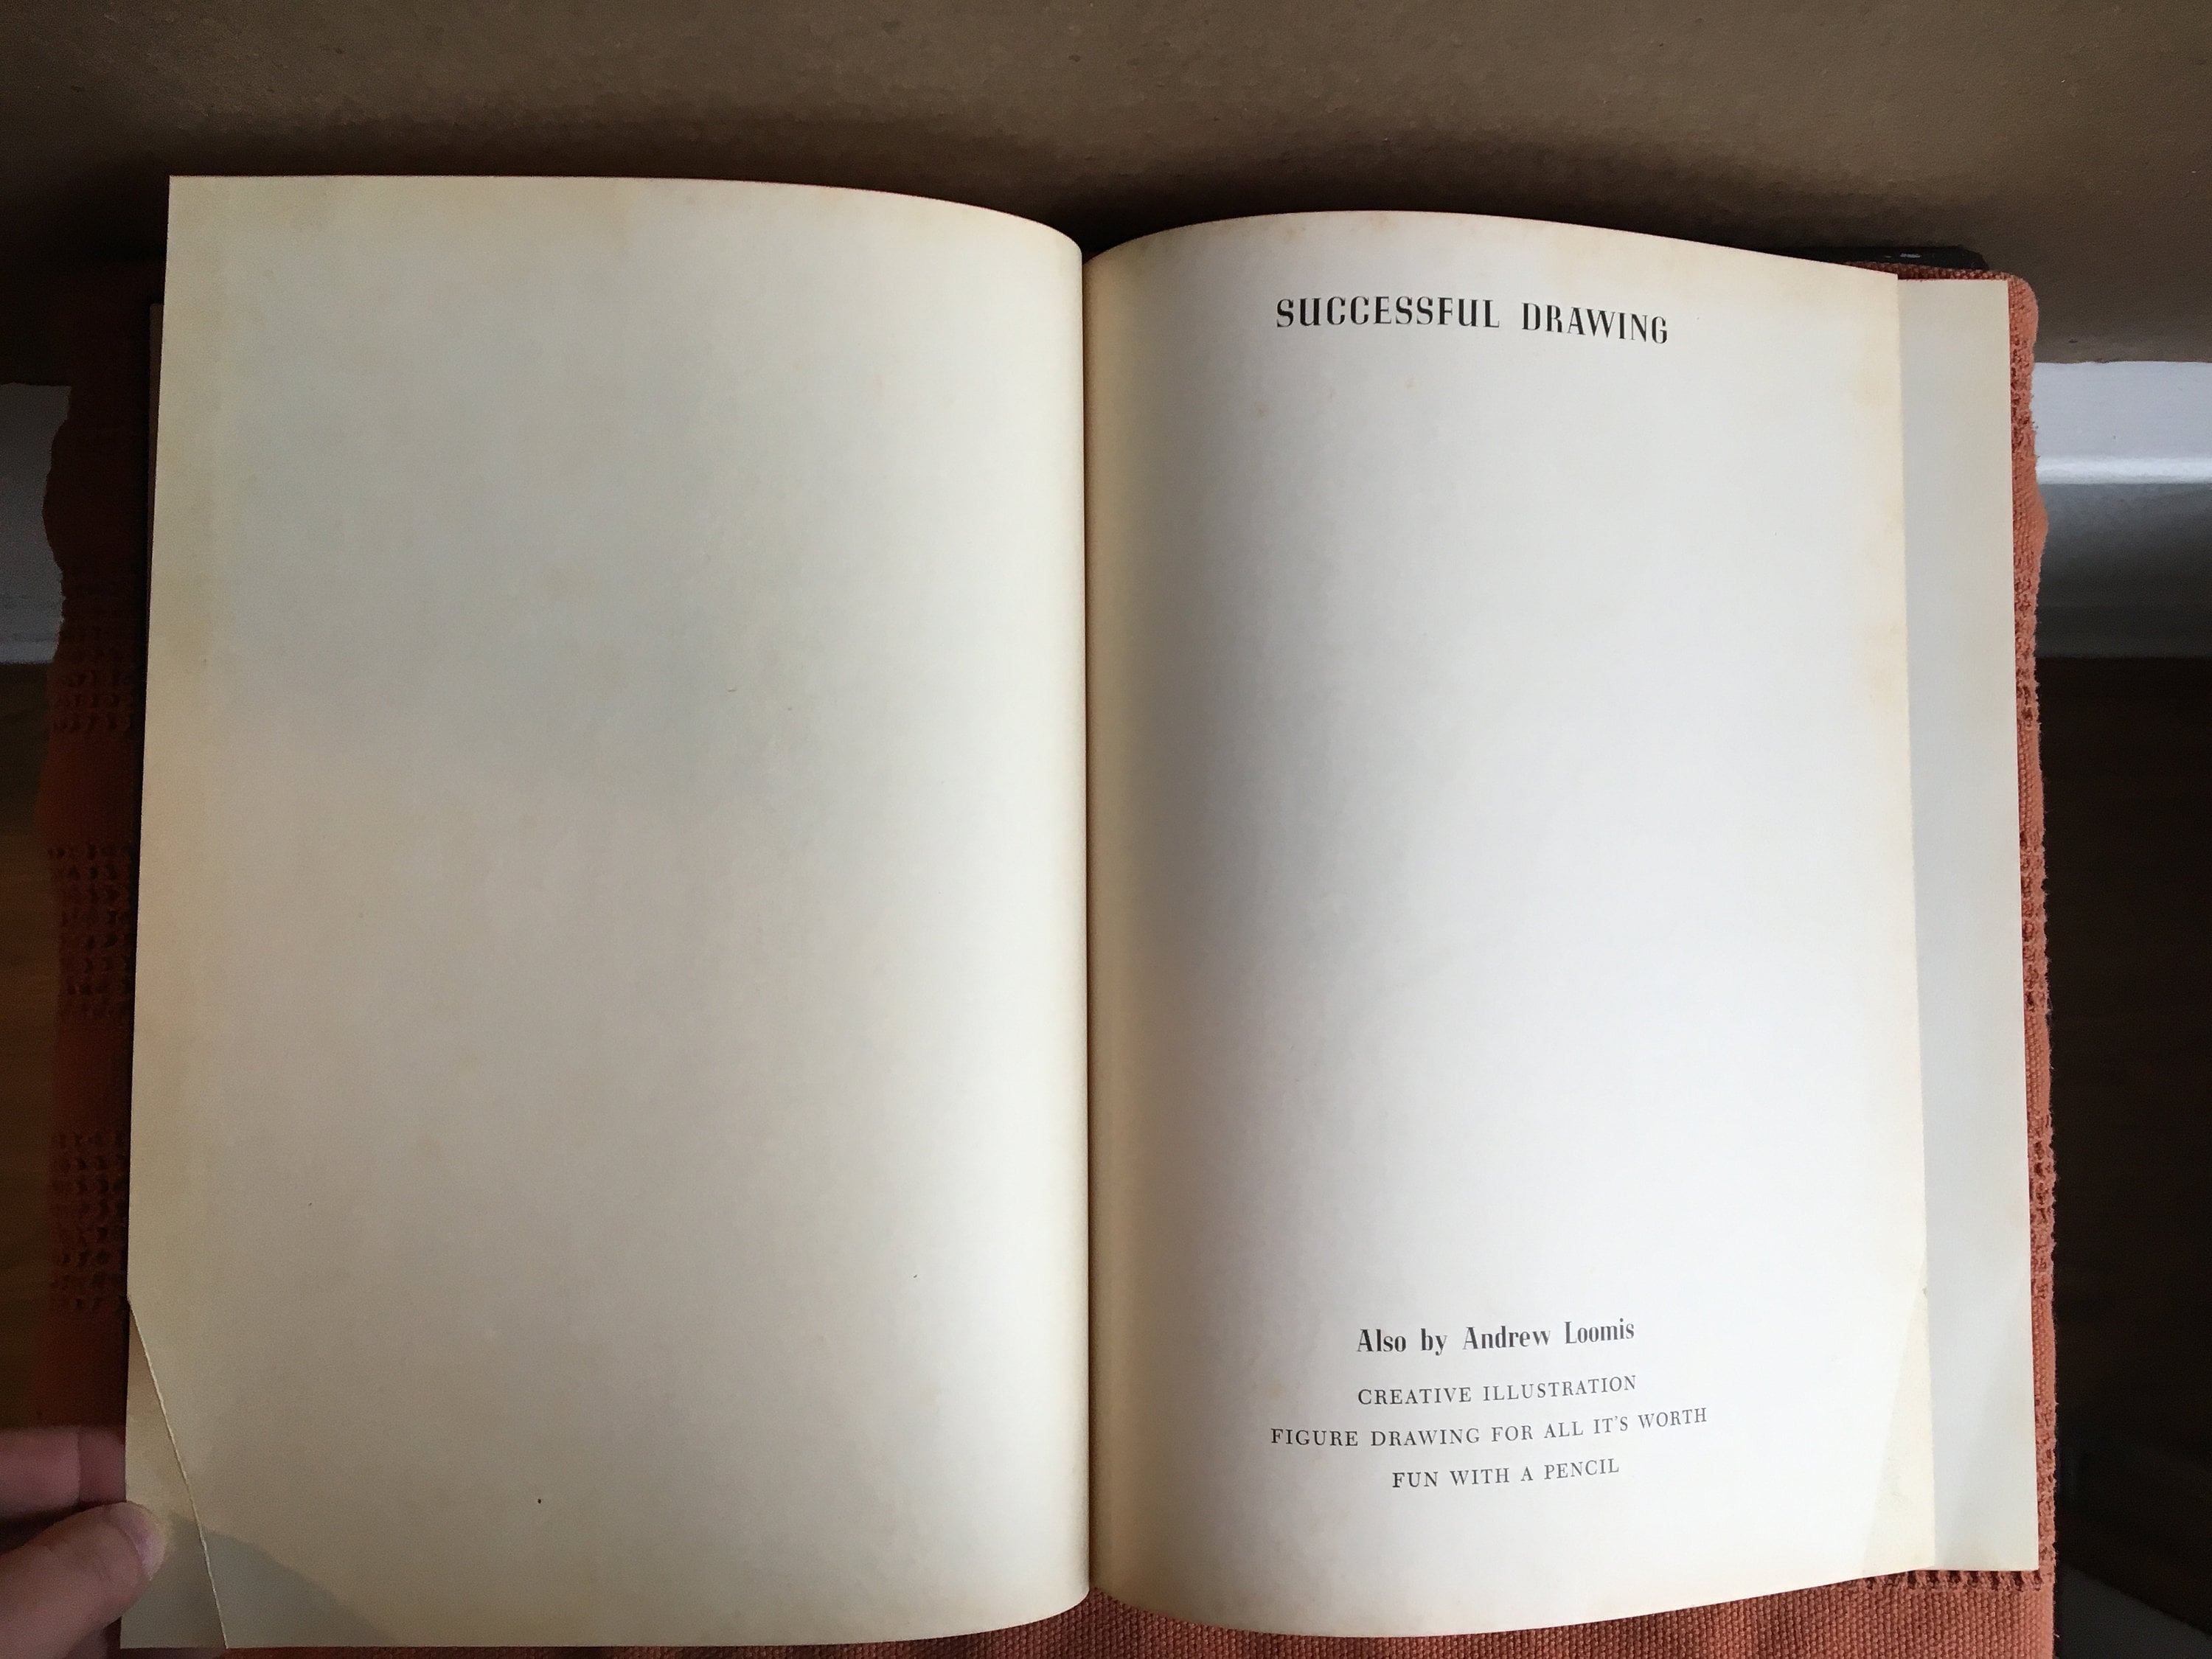 SUCCESSFUL DRAWING
Also by Andrew Loomis
CREATIVE ILLUSTRATION
FIGURE DRAWING FOR ALL IT'S WORTH
FUN WITH A PENCIL